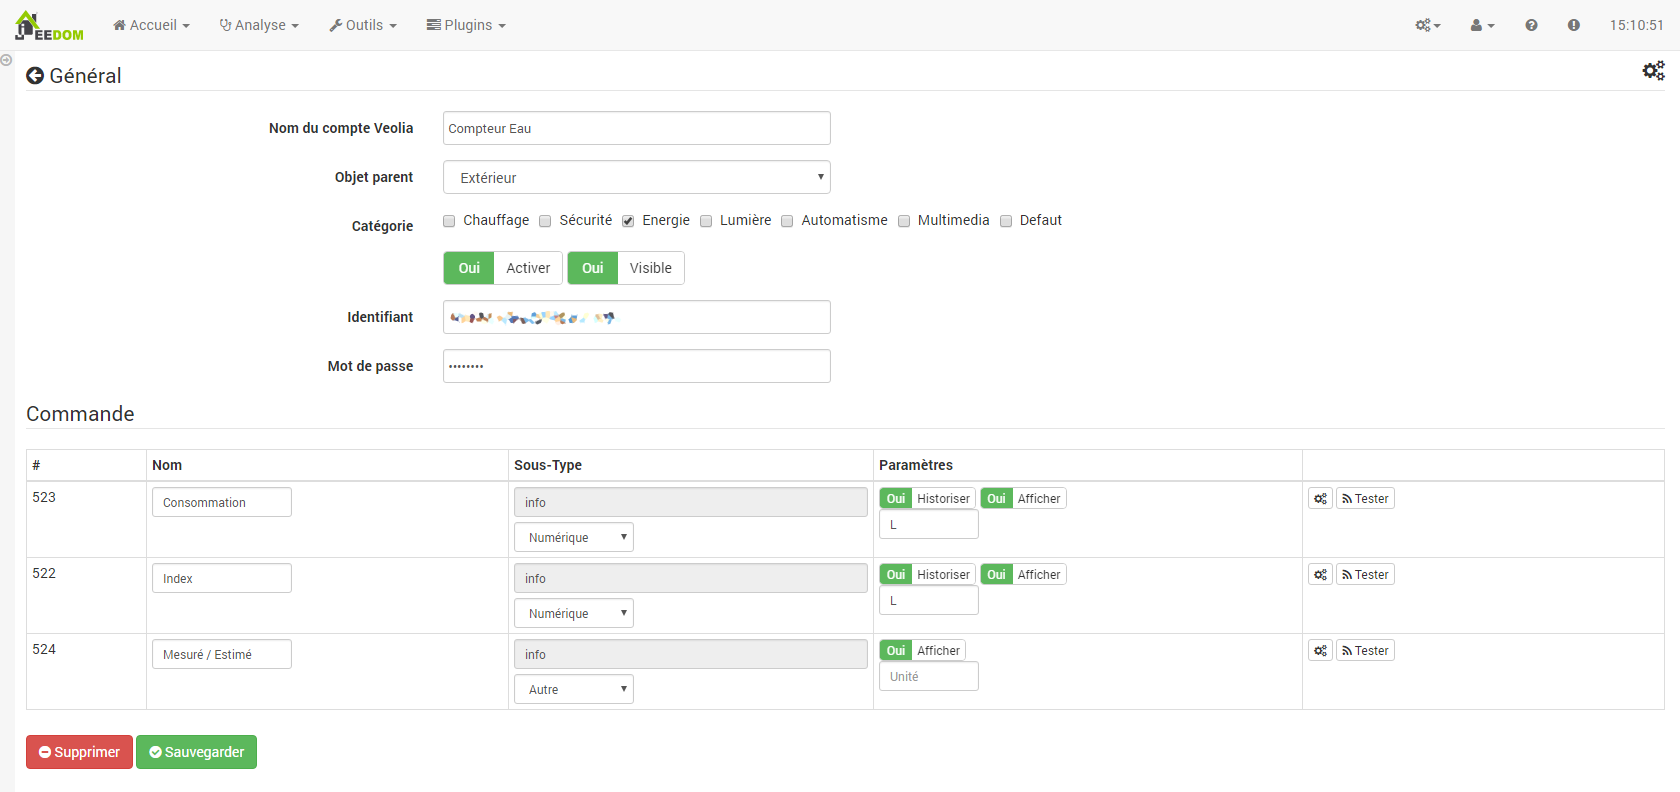 JEEDOM Accueil Analyse Outils Plugins 15:10:51
Général
Nom du compte Veolia Compteur Eau
Objet parent Extérieur
Catégorie Chauffage Sécurité Energie Lumière Automatisme Multimedia Defaut
Oui Activer Oui Visible
Identifiant
Mot de passe ••••••••
Commande
# Nom Sous-Type Paramètres
523 Consommation info Oui Historiser Oui Afficher Tester
Numérique L
522 Index info Oui Historiser Oui Afficher Tester
Numérique L
524 Mesuré / Estimé info Oui Afficher Tester
Autre Unité
Supprimer Sauvegarder